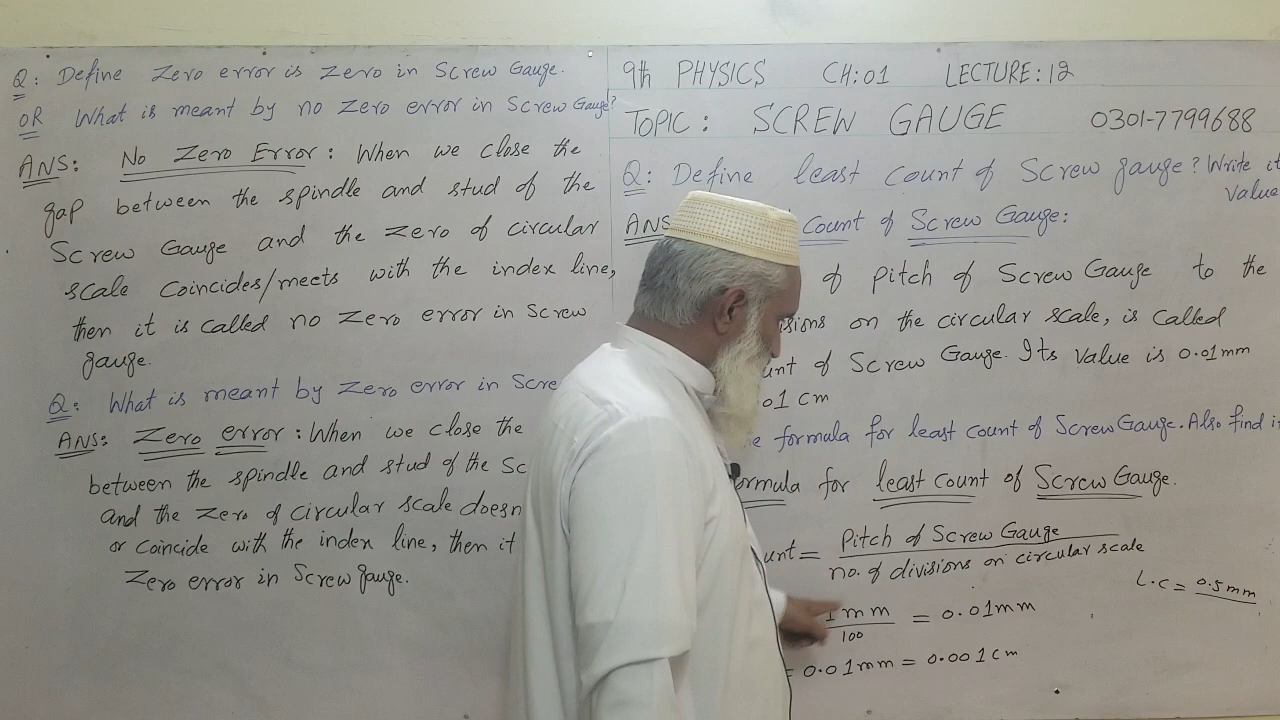 Q: Define Zero error is Zero in Screw Gauge.
OR What is meant by no Zero error in Screw Gauge?
ANS: No Zero Error: When we close the
gap between the spindle and stud of the
Screw Gauge and the zero of circular
scale Coincides/meets with the index line,
then it is called no Zero error in Screw
gauge.
Q: What is meant by Zero error in Scre
ANS: Zero error: When we close the
between the spindle and stud of the Sc
and the zero of circular scale doesn
or Coincide with the index line, then it
Zero error in Screw gauge.
9th PHYSICS CH:01 LECTURE:12
TOPIC: SCREW GAUGE 0301-7799688
Q: Define least count of Screw gauge? Write it
Value
ANS Count of Screw Gauge:
of Pitch of Screw Gauge to the
isions on the circular scale, is called
unt of Screw Gauge. Its Value is 0.01mm
01 cm
e formula for least count of Screw Gauge. Also find it
ormula for least count of Screw Gauge.
unt = Pitch of Screw Gauge
no. of divisions on circular scale
L.C = 0.5mm
1mm = 0.01mm
100
= 0.01mm = 0.001cm